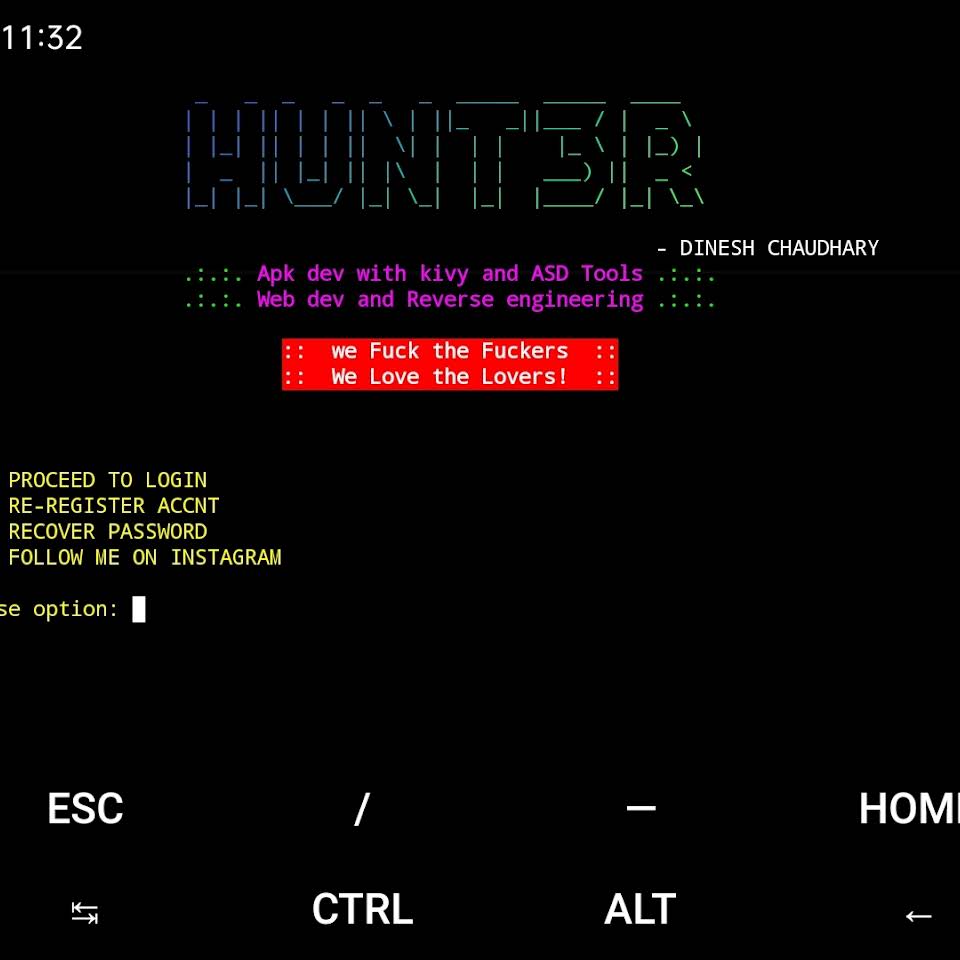 11:32
HUNT3R
- DINESH CHAUDHARY
.:.:. Apk dev with kivy and ASD Tools .:.:.
.:.:. Web dev and Reverse engineering .:.:.
:: we Fuck the Fuckers ::
:: We Love the Lovers! ::
PROCEED TO LOGIN
RE-REGISTER ACCNT
RECOVER PASSWORD
FOLLOW ME ON INSTAGRAM
se option:
ESC / — HOM
↹ CTRL ALT ←